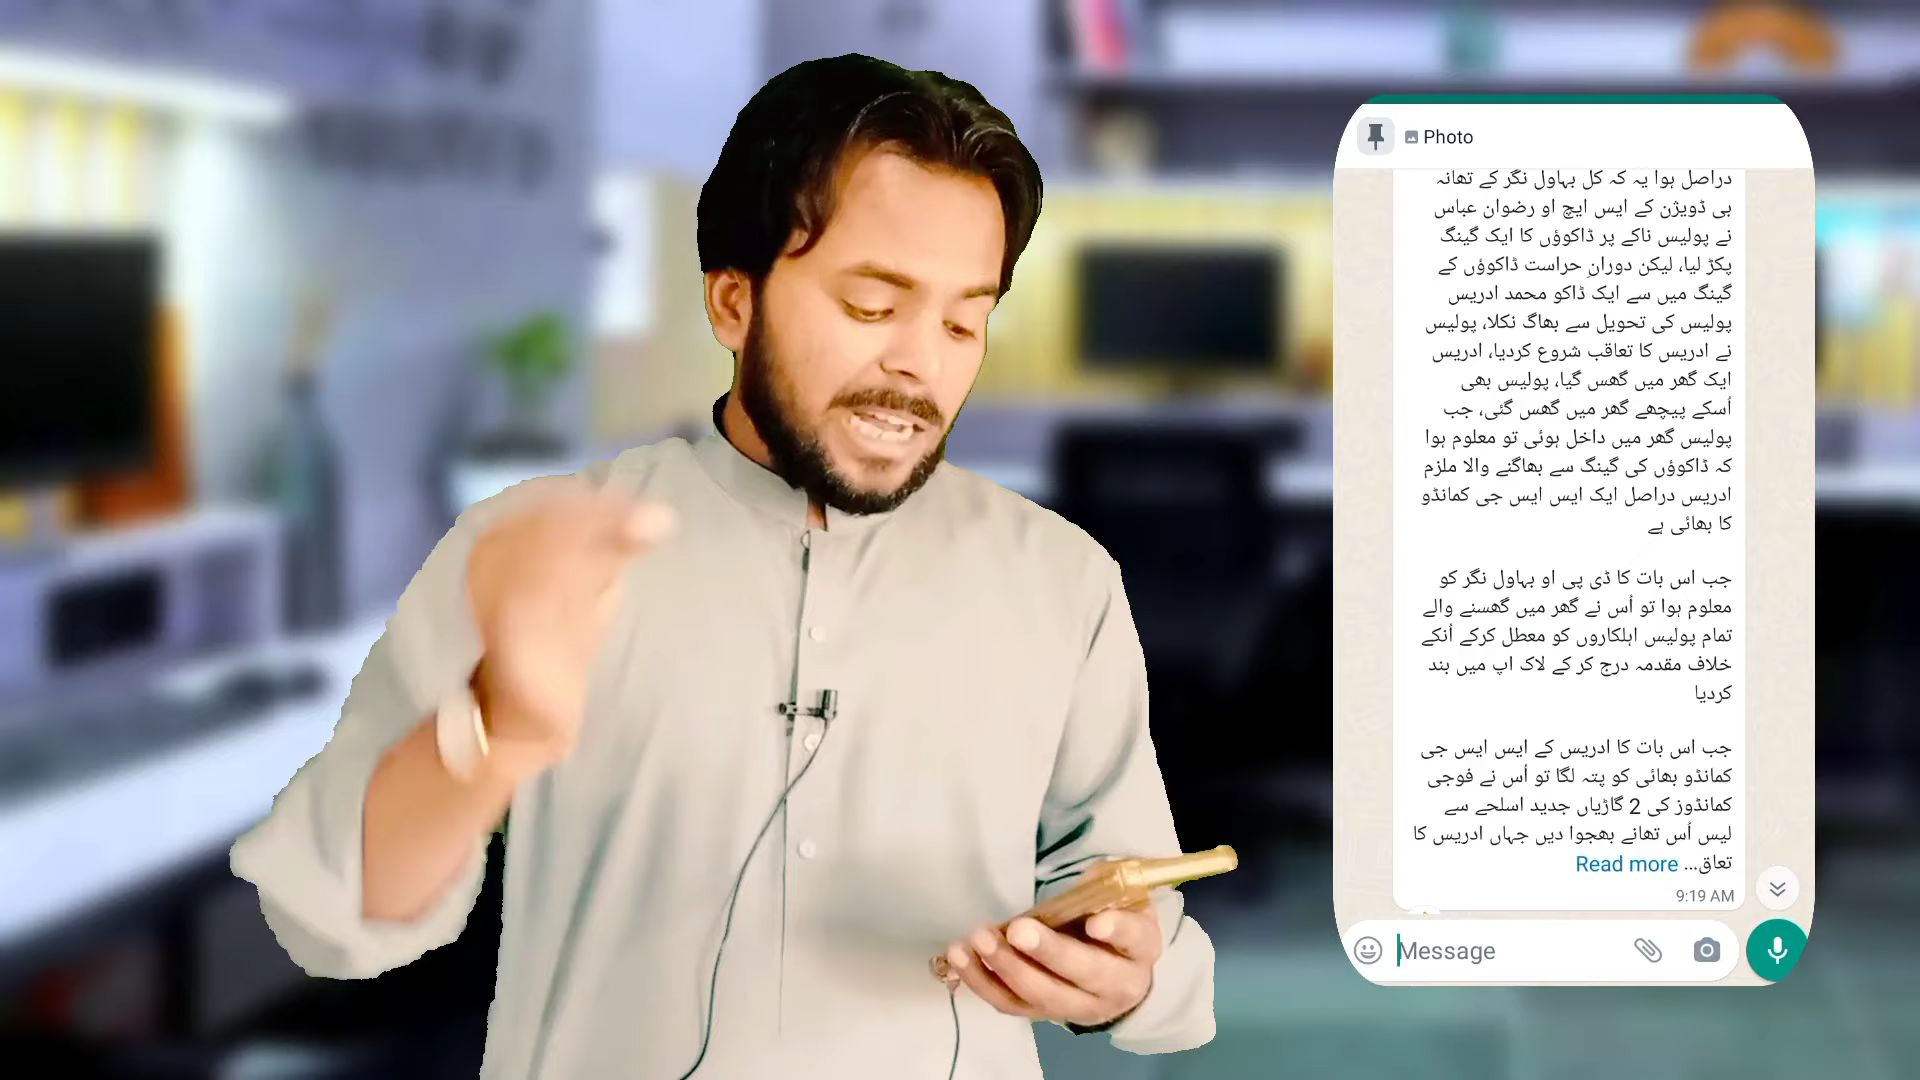 Photo
دراصل ہوا یہ کہ کل بہاول نگر کے تھانہ
بی ڈویژن کے ایس ایچ او رضوان عباس
نے پولیس ناکے پر ڈاکوؤں کا ایک گینگ
پکڑ لیا، لیکن دورانِ حراست ڈاکوؤں کے
گینگ میں سے ایک ڈاکو محمد ادریس
پولیس کی تحویل سے بھاگ نکلا، پولیس
نے ادریس کا تعاقب شروع کردیا، ادریس
ایک گھر میں گھس گیا، پولیس بھی
اُسکے پیچھے گھر میں گھس گئی، جب
پولیس گھر میں داخل ہوئی تو معلوم ہوا
کہ ڈاکوؤں کی گینگ سے بھاگنے والا ملزم
ادریس دراصل ایک ایس ایس جی کمانڈو
کا بھائی ہے
جب اس بات کا ڈی پی او بہاول نگر کو
معلوم ہوا تو اُس نے گھر میں گھسنے والے
تمام پولیس اہلکاروں کو معطل کرکے اُنکے
خلاف مقدمہ درج کر کے لاک اپ میں بند
کردیا
جب اس بات کا ادریس کے ایس ایس جی
کمانڈو بھائی کو پتہ لگا تو اُس نے فوجی
کمانڈوز کی 2 گاڑیاں جدید اسلحے سے
لیس اُس تھانے بھجوا دیں جہاں ادریس کا
تعاق... Read more
9:19 AM
Message